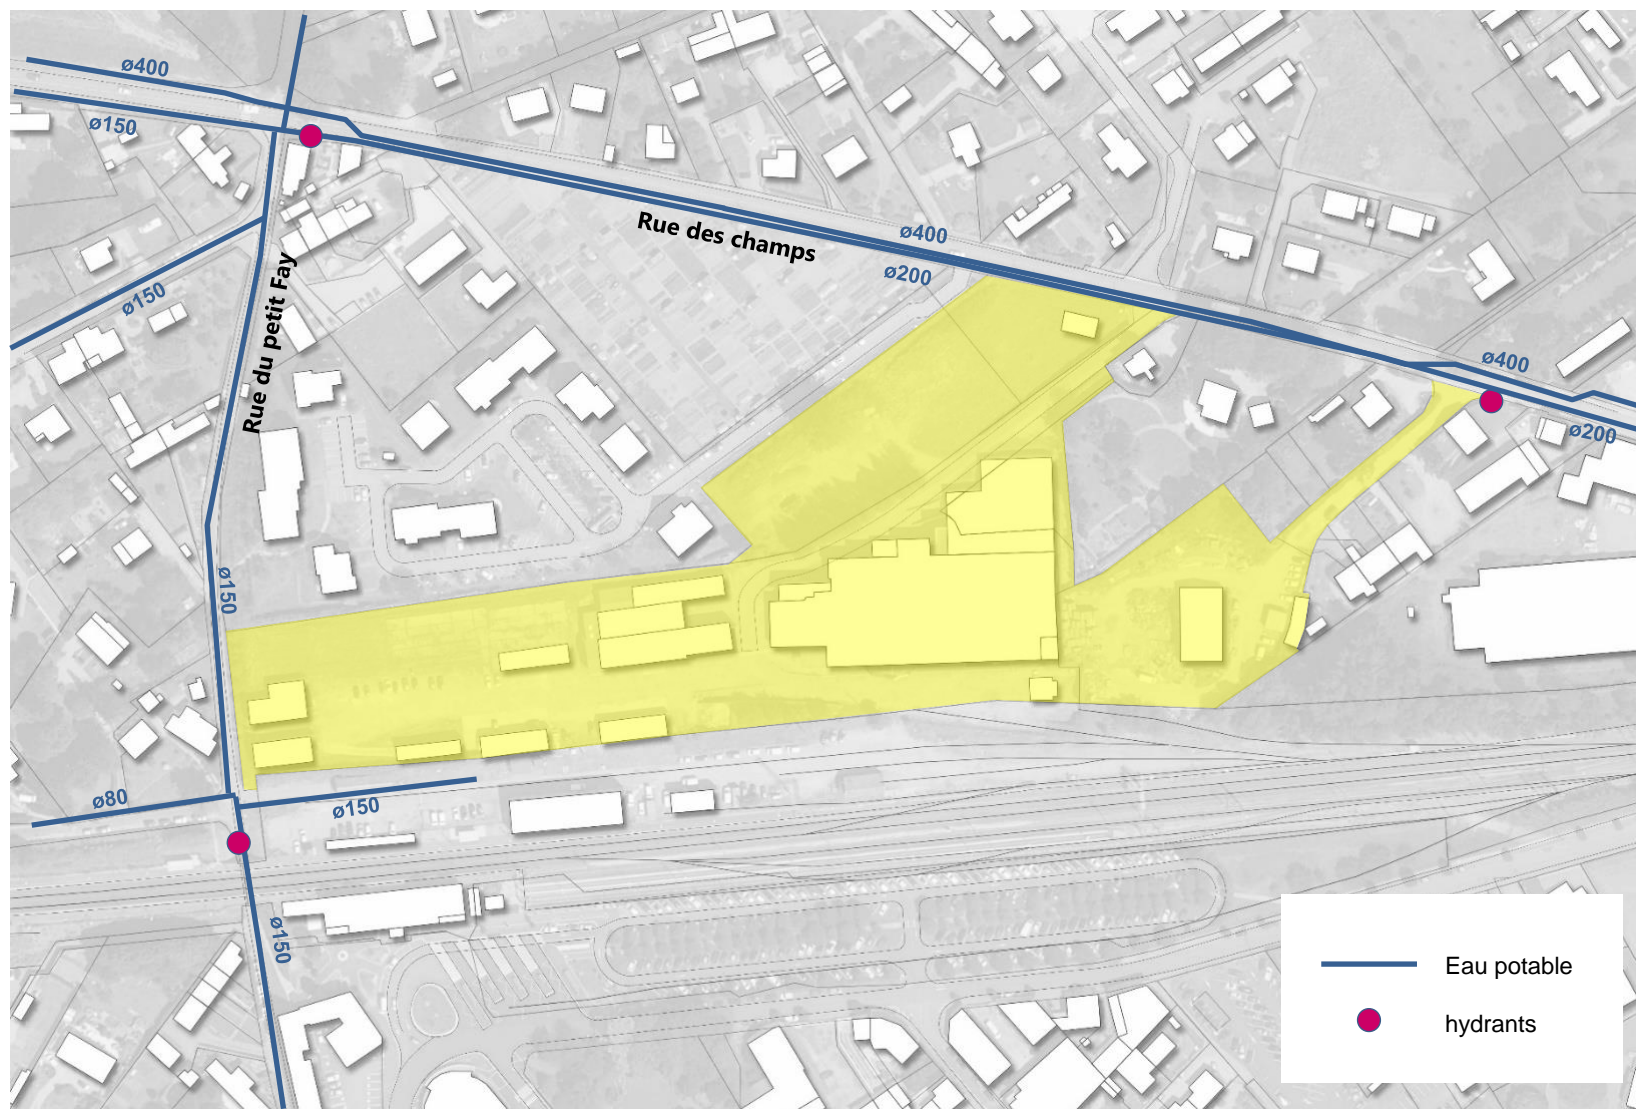 ø400
ø150
Rue des champs
ø400
ø200
ø150
Rue du petit Fay
ø400
ø200
ø150
ø80
ø150
ø150
Eau potable
hydrants